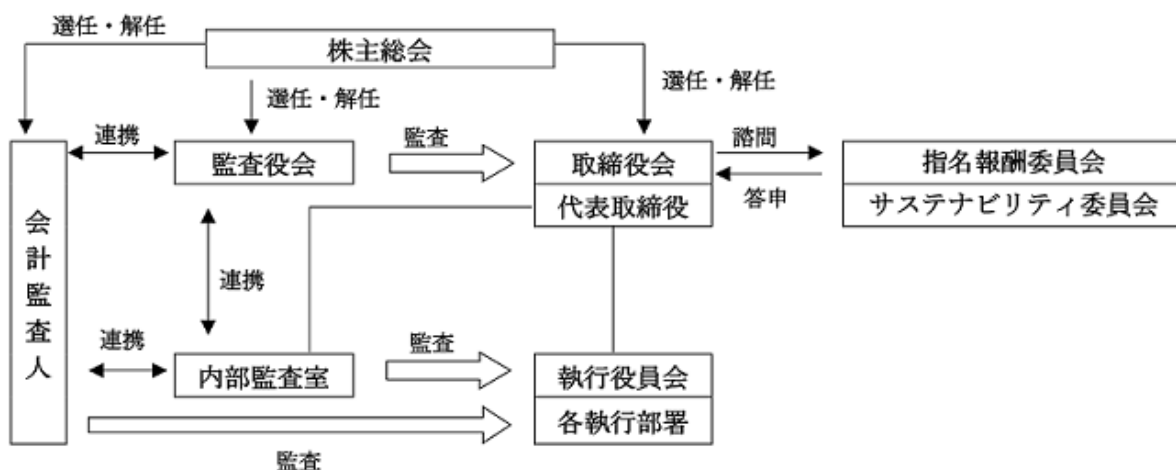 選任・解任
株主総会
選任・解任
選任・解任
連携
監査役会
監査
取締役会
諮問
指名報酬委員会
答申
代表取締役
サステナビリティ委員会
会計監査人
連携
連携
内部監査室
監査
執行役員会
各執行部署
監査